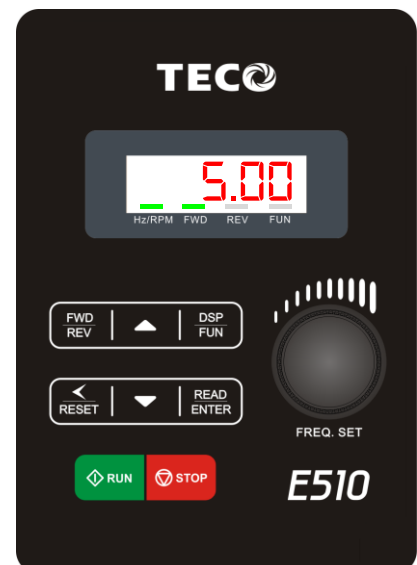 TECO
5.00
Hz/RPM FWD REV FUN
FWD
REV
DSP
FUN
RESET
READ
ENTER
FREQ. SET
RUN STOP
E510